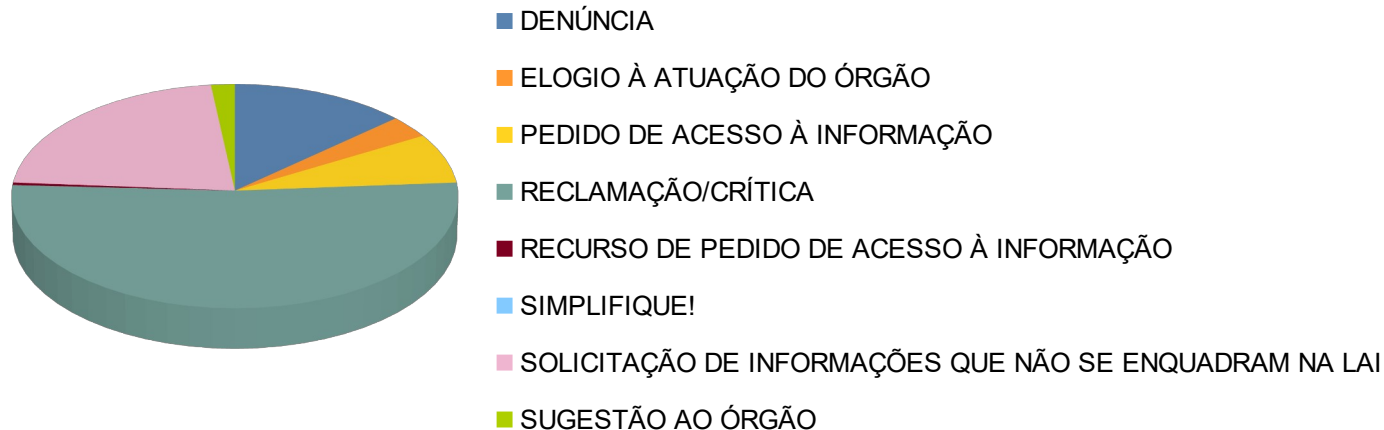 DENÚNCIA
ELOGIO À ATUAÇÃO DO ÓRGÃO
PEDIDO DE ACESSO À INFORMAÇÃO
RECLAMAÇÃO/CRÍTICA
RECURSO DE PEDIDO DE ACESSO À INFORMAÇÃO
SIMPLIFIQUE!
SOLICITAÇÃO DE INFORMAÇÕES QUE NÃO SE ENQUADRAM NA LAI
SUGESTÃO AO ÓRGÃO